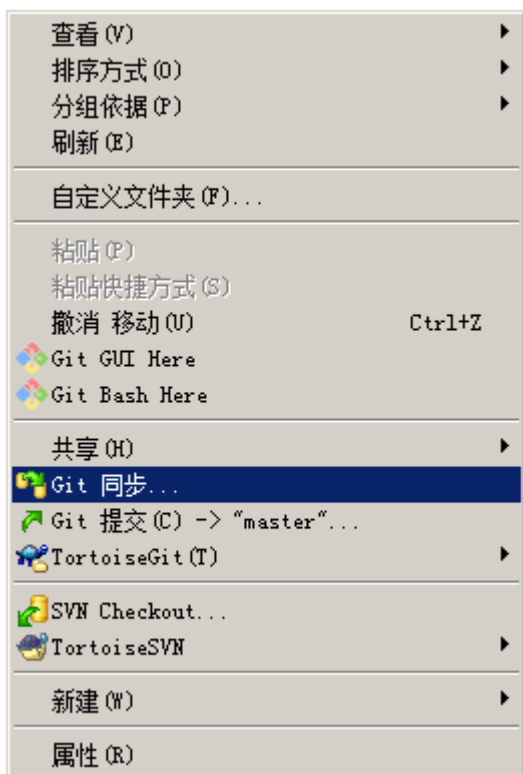 查看(V)
排序方式(O)
分组依据(P)
刷新(E)
自定义文件夹(F)...
粘贴(P)
粘贴快捷方式(S)
撤消 移动(U) Ctrl+Z
Git GUI Here
Git Bash Here
共享(H)
Git 同步...
Git 提交(C) -> "master"...
TortoiseGit(T)
SVN Checkout...
TortoiseSVN
新建(W)
属性(R)